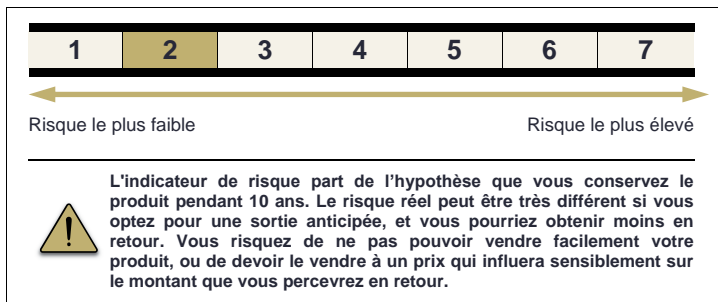 1 2 3 4 5 6 7
Risque le plus faible Risque le plus élevé
L'indicateur de risque part de l’hypothèse que vous conservez le
produit pendant 10 ans. Le risque réel peut être très différent si vous
optez pour une sortie anticipée, et vous pourriez obtenir moins en
retour. Vous risquez de ne pas pouvoir vendre facilement votre
produit, ou de devoir le vendre à un prix qui influera sensiblement sur
le montant que vous percevrez en retour.